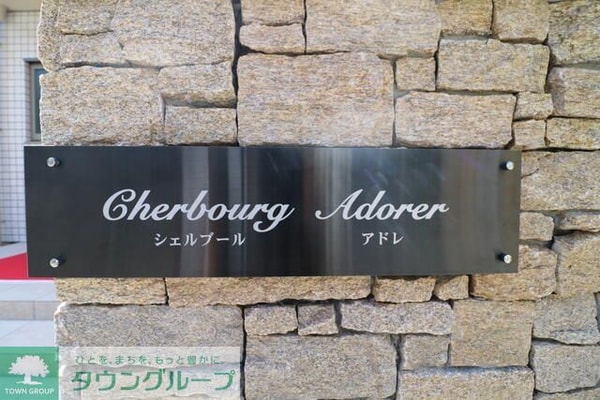 Cherbourg Adorer
シェルブール アドレ
ひとを、まちを、もっと豊かに。
タウングループ
TOWN GROUP